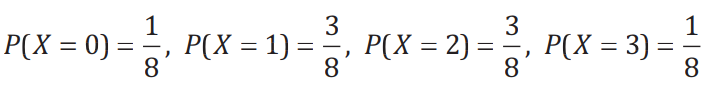 P(X = 0) = 1/8, P(X = 1) = 3/8, P(X = 2) = 3/8, P(X = 3) = 1/8